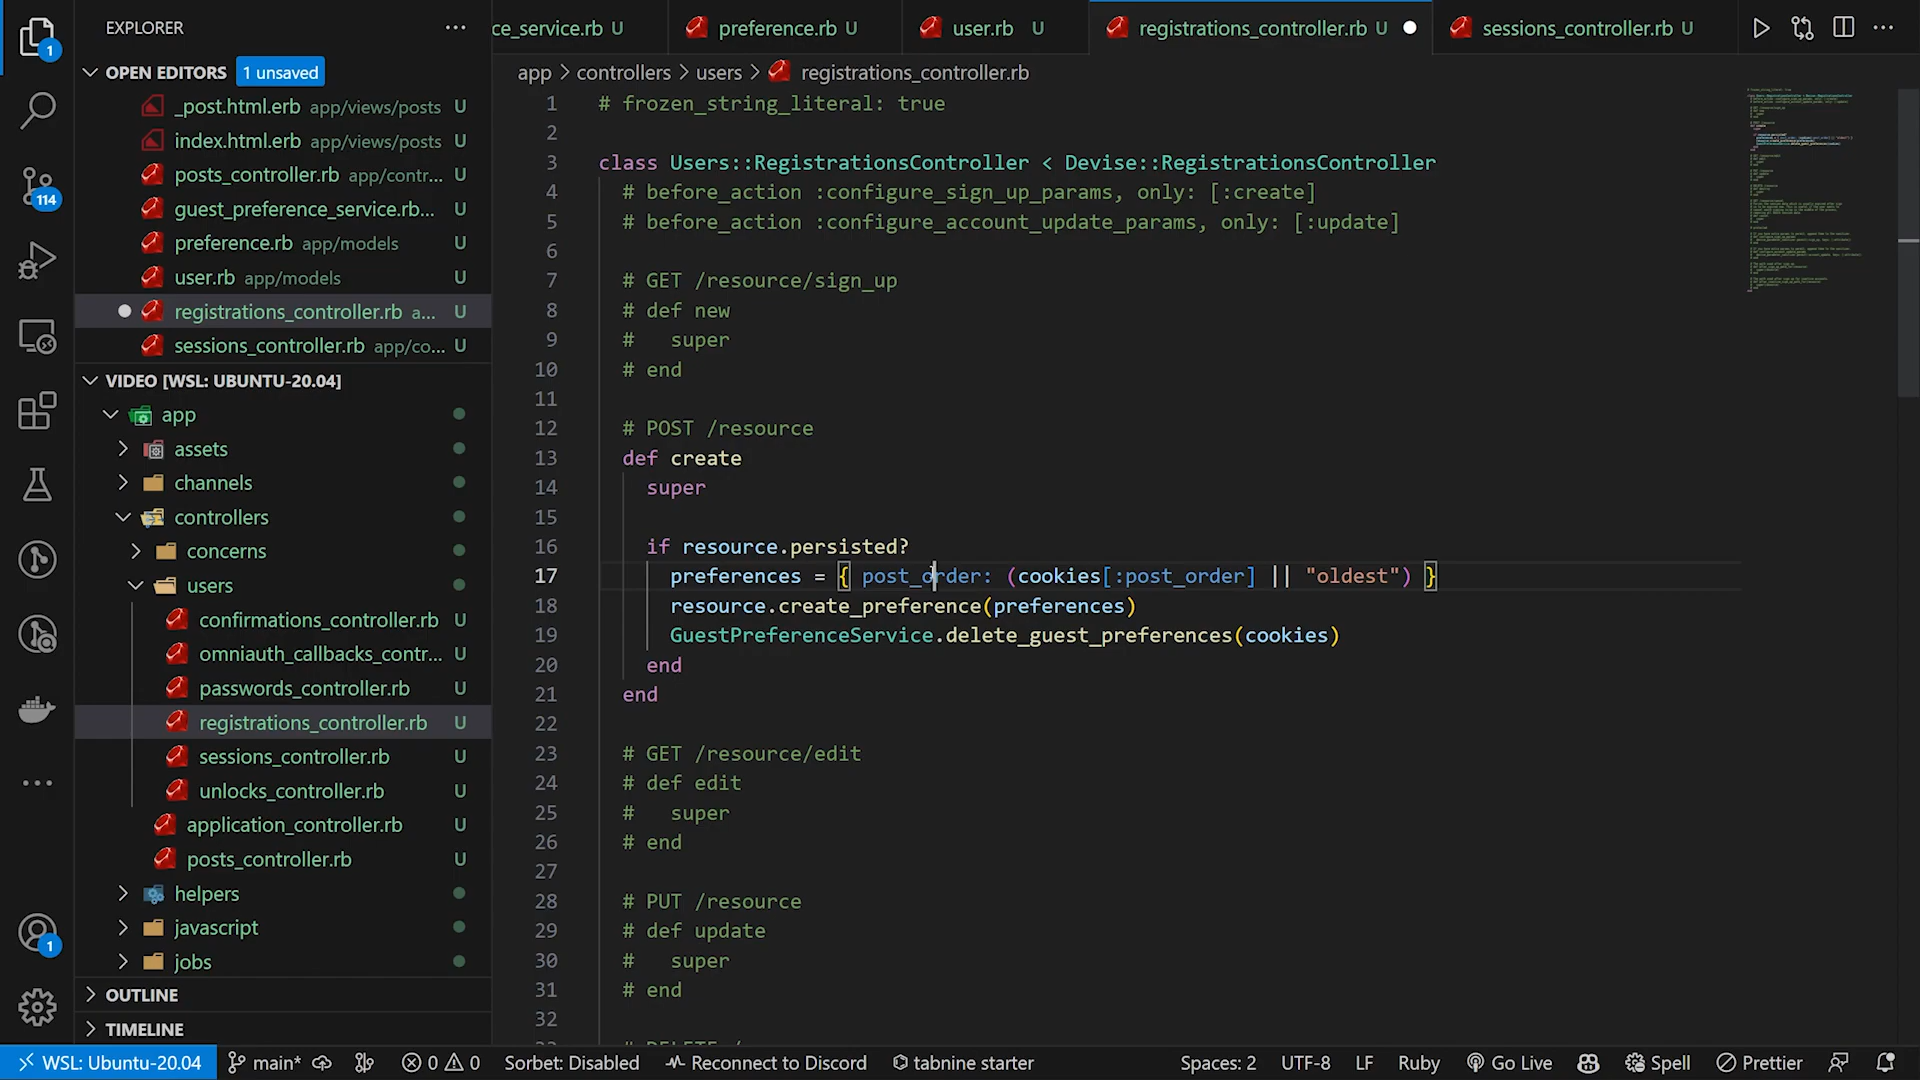 EXPLORER
OPEN EDITORS 1 unsaved
_post.html.erb app/views/posts U
index.html.erb app/views/posts U
posts_controller.rb app/contr... U
guest_preference_service.rb... U
preference.rb app/models U
user.rb app/models U
registrations_controller.rb a... U
sessions_controller.rb app/co... U
VIDEO [WSL: UBUNTU-20.04]
app
assets
channels
controllers
concerns
users
confirmations_controller.rb U
omniauth_callbacks_contr... U
passwords_controller.rb U
registrations_controller.rb U
sessions_controller.rb U
unlocks_controller.rb U
application_controller.rb U
posts_controller.rb U
helpers
javascript
jobs
OUTLINE
TIMELINE
1
114
1
ce_service.rb U preference.rb U user.rb U registrations_controller.rb U sessions_controller.rb U
app > controllers > users > registrations_controller.rb
1 # frozen_string_literal: true
2
3 class Users::RegistrationsController < Devise::RegistrationsController
4 # before_action :configure_sign_up_params, only: [:create]
5 # before_action :configure_account_update_params, only: [:update]
6
7 # GET /resource/sign_up
8 # def new
9 #   super
10 # end
11
12 # POST /resource
13 def create
14 super
15
16 if resource.persisted?
17 preferences = { post_order: (cookies[:post_order] || "oldest") }
18 resource.create_preference(preferences)
19 GuestPreferenceService.delete_guest_preferences(cookies)
20 end
21 end
22
23 # GET /resource/edit
24 # def edit
25 #   super
26 # end
27
28 # PUT /resource
29 # def update
30 #   super
31 # end
32
WSL: Ubuntu-20.04 main* 0 0 Sorbet: Disabled Reconnect to Discord tabnine starter Spaces: 2 UTF-8 LF Ruby Go Live Spell Prettier